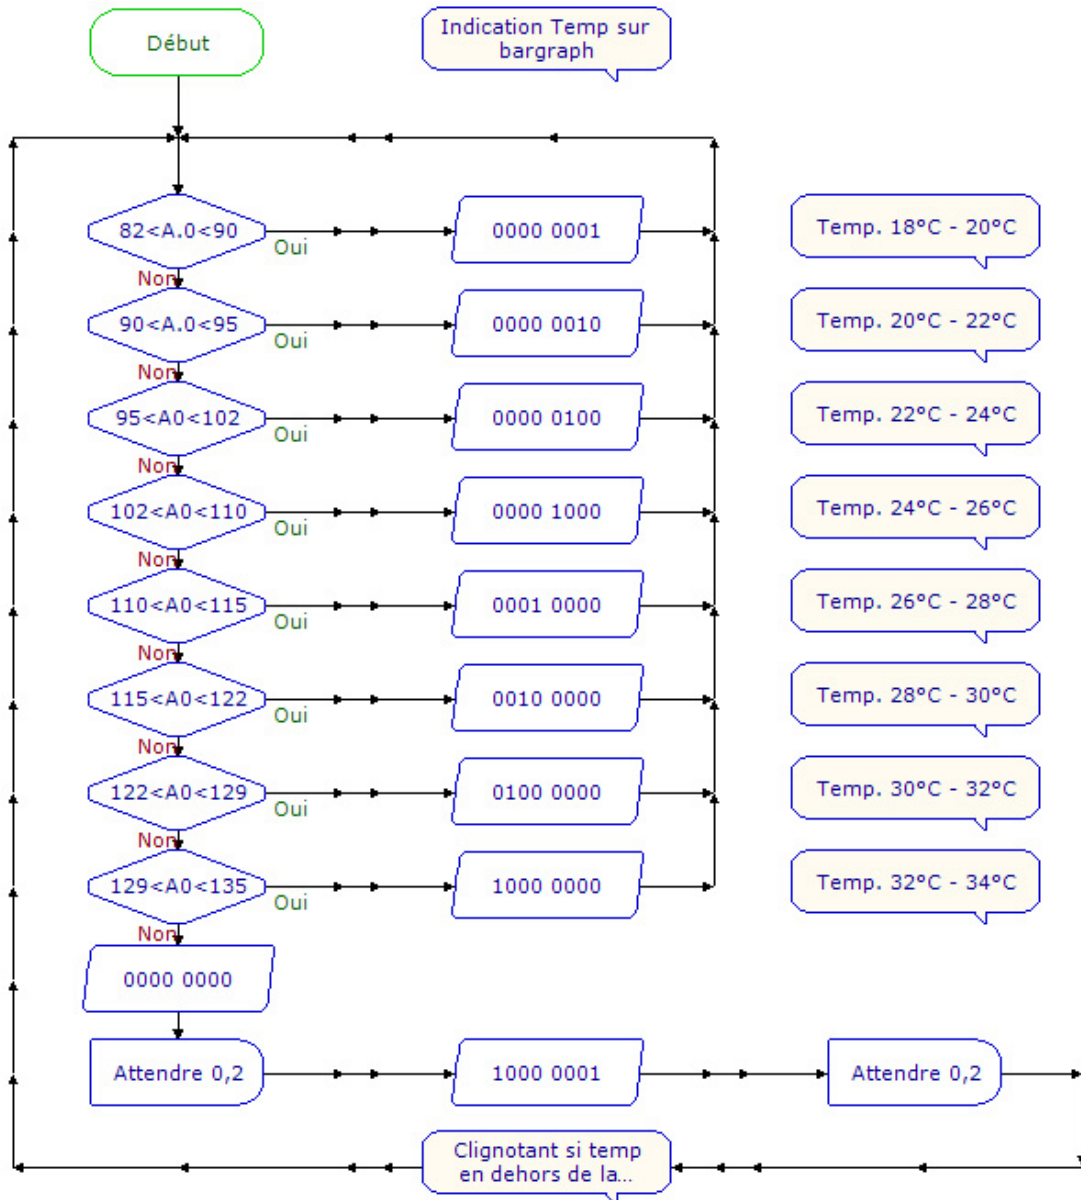 Début
Indication Temp sur
bargraph
82<A.0<90
Oui
0000 0001
Temp. 18°C - 20°C
Non
90<A.0<95
Oui
0000 0010
Temp. 20°C - 22°C
Non
95<A0<102
Oui
0000 0100
Temp. 22°C - 24°C
Non
102<A0<110
Oui
0000 1000
Temp. 24°C - 26°C
Non
110<A0<115
Oui
0001 0000
Temp. 26°C - 28°C
Non
115<A0<122
Oui
0010 0000
Temp. 28°C - 30°C
Non
122<A0<129
Oui
0100 0000
Temp. 30°C - 32°C
Non
129<A0<135
Oui
1000 0000
Temp. 32°C - 34°C
Non
0000 0000
Attendre 0,2
1000 0001
Attendre 0,2
Clignotant si temp
en dehors de la...